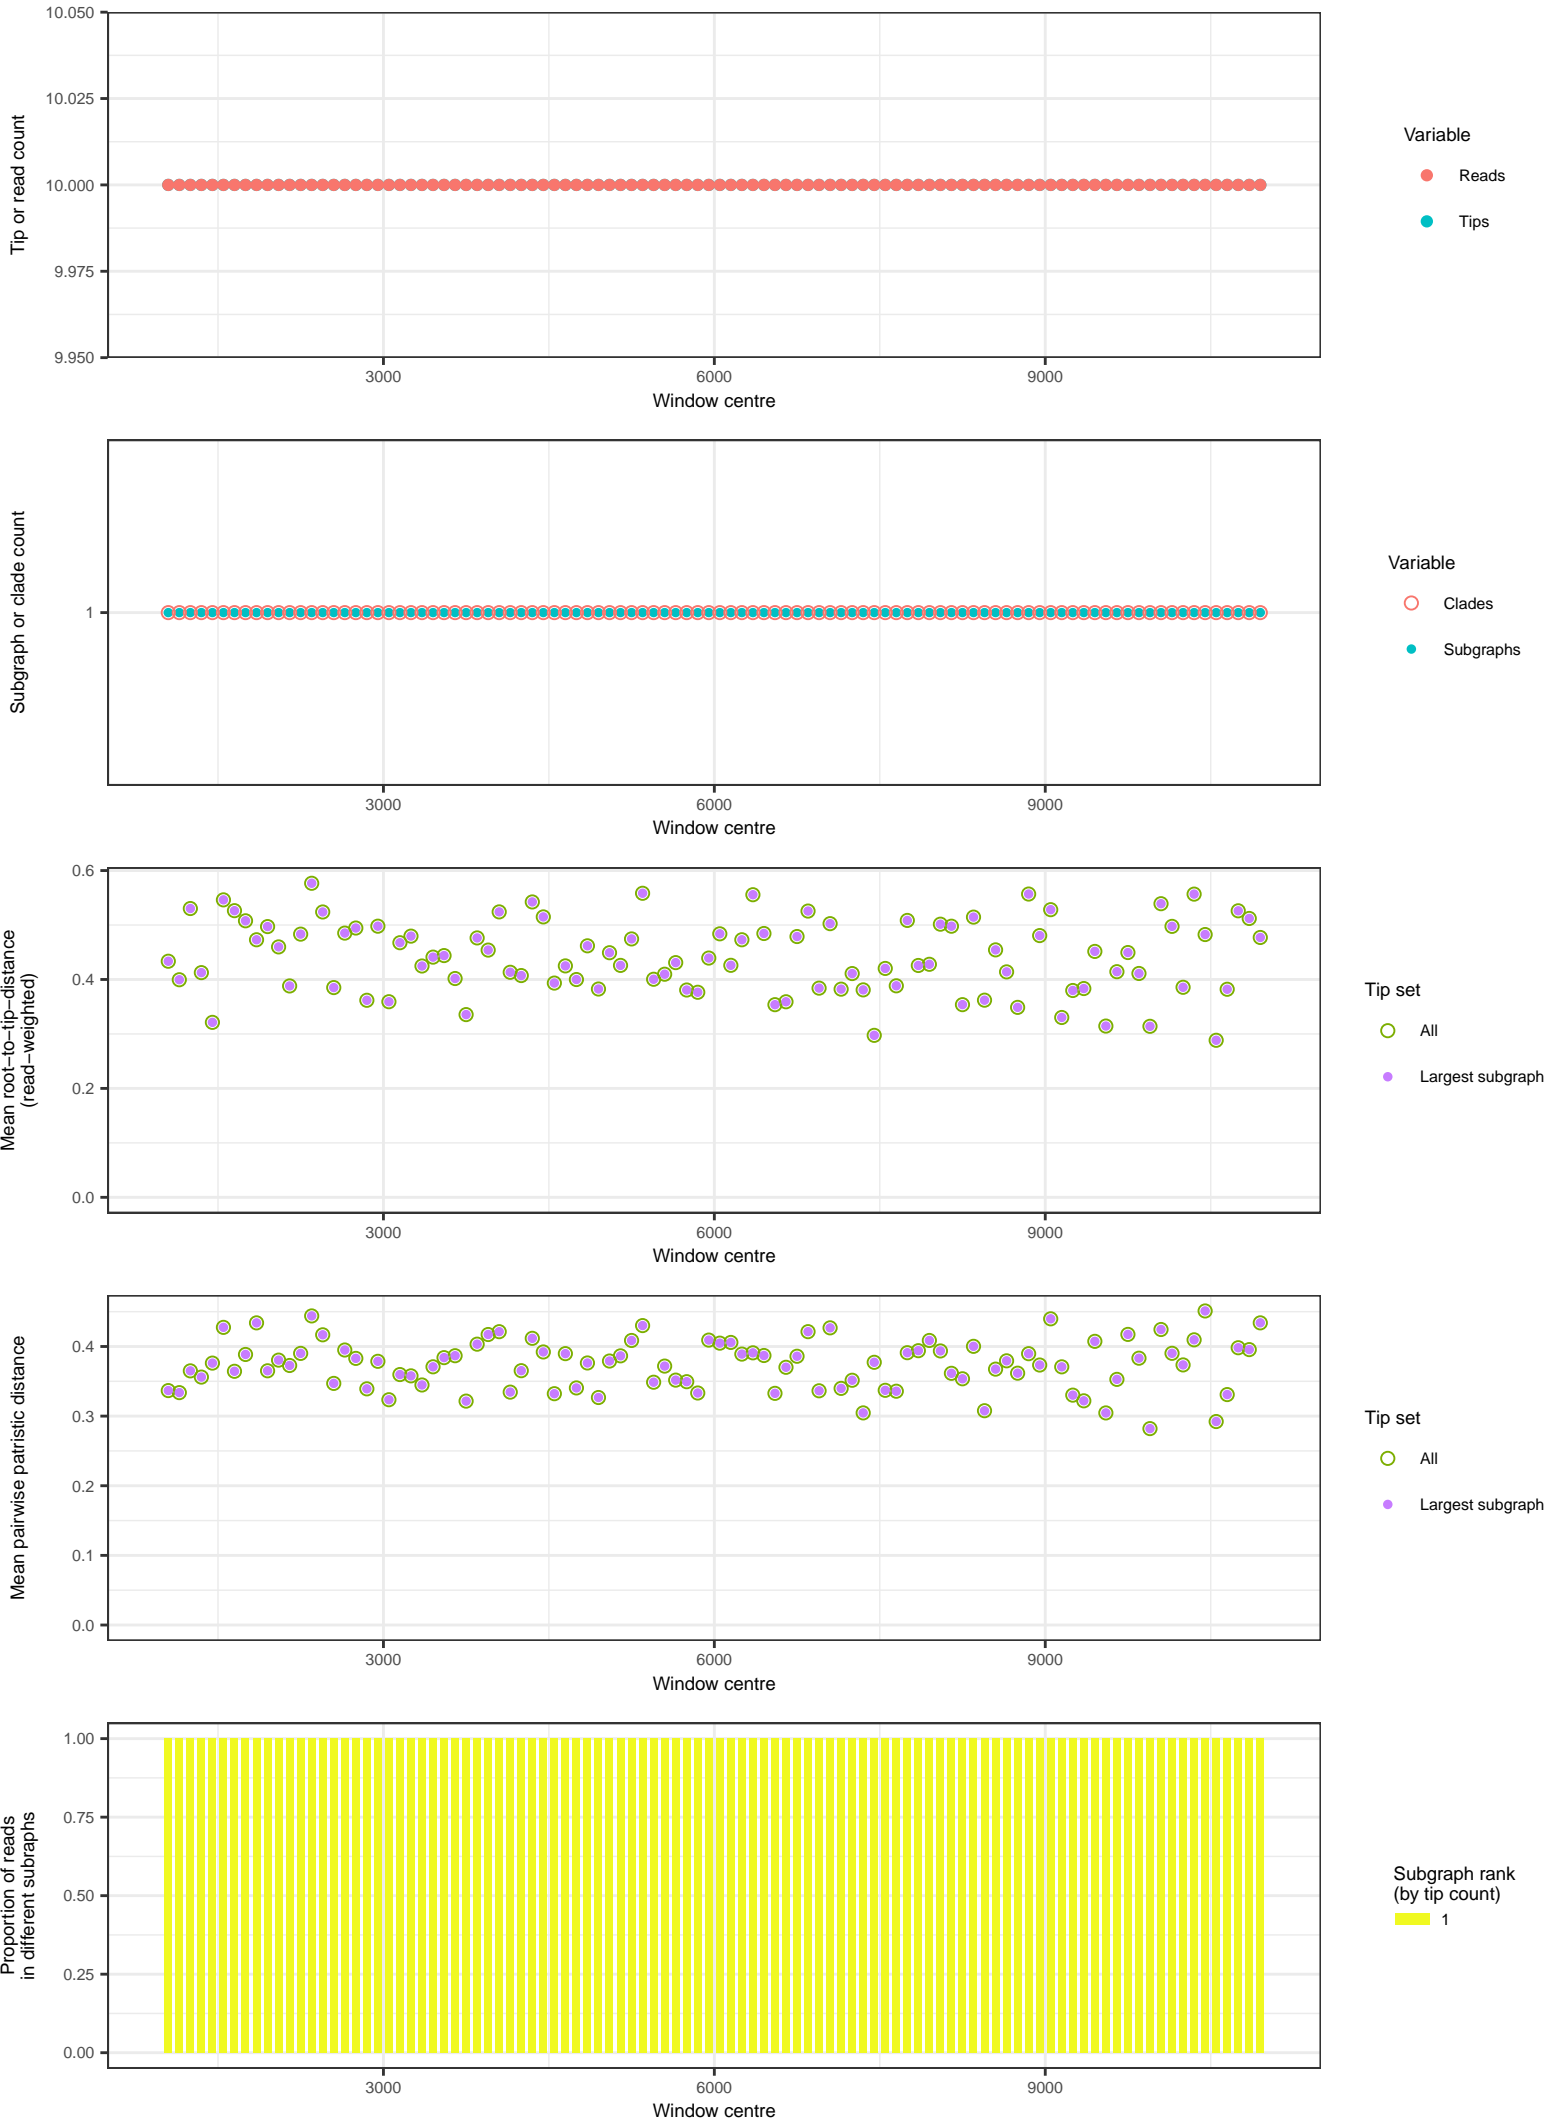 10.050
10.025
10.000
9.975
9.950
Tip or read count
3000 6000 9000
Window centre
Variable
Reads
Tips
1
Subgraph or clade count
3000 6000 9000
Window centre
Variable
Clades
Subgraphs
0.6
0.4
0.2
0.0
Mean root−to−tip−distance
(read−weighted)
3000 6000 9000
Window centre
Tip set
All
Largest subgraph
0.4
0.3
0.2
0.1
0.0
Mean pairwise patristic distance
3000 6000 9000
Window centre
Tip set
All
Largest subgraph
1.00
0.75
0.50
0.25
0.00
Proportion of reads
in different subraphs
3000 6000 9000
Window centre
Subgraph rank
(by tip count)
1